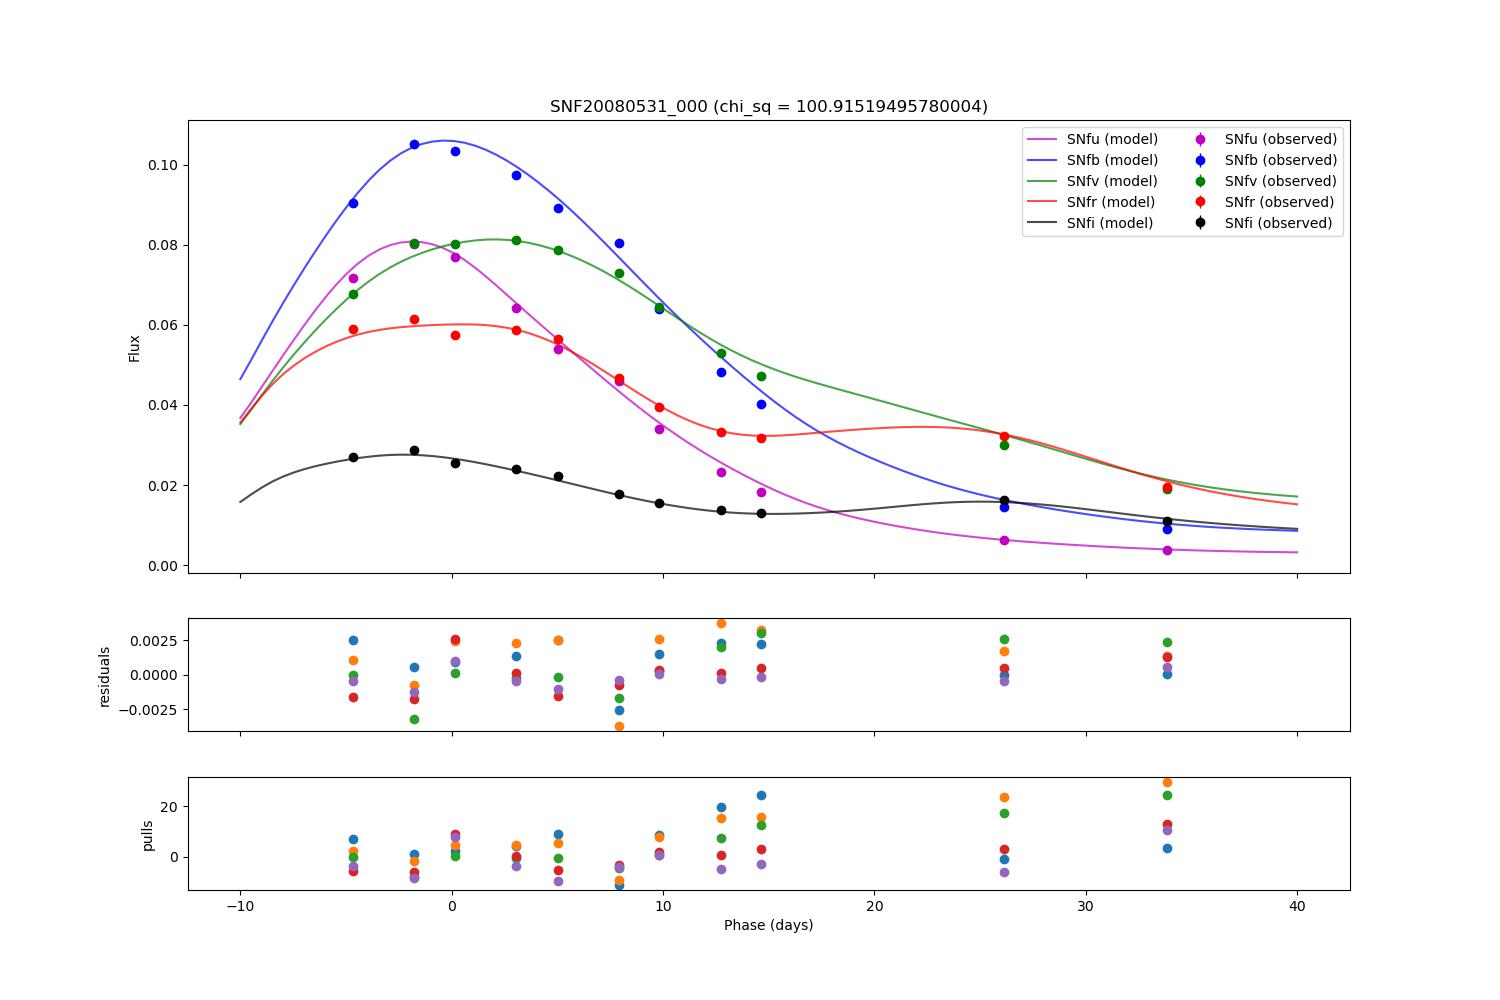 SNF20080531_000 (chi_sq = 100.91519495780004)
SNfu (model) SNfu (observed)
SNfb (model) SNfb (observed)
SNfv (model) SNfv (observed)
SNfr (model) SNfr (observed)
SNfi (model) SNfi (observed)
Flux
0.10
0.08
0.06
0.04
0.02
0.00
residuals
0.0025
0.0000
−0.0025
pulls
20
0
−10 0 10 20 30 40
Phase (days)